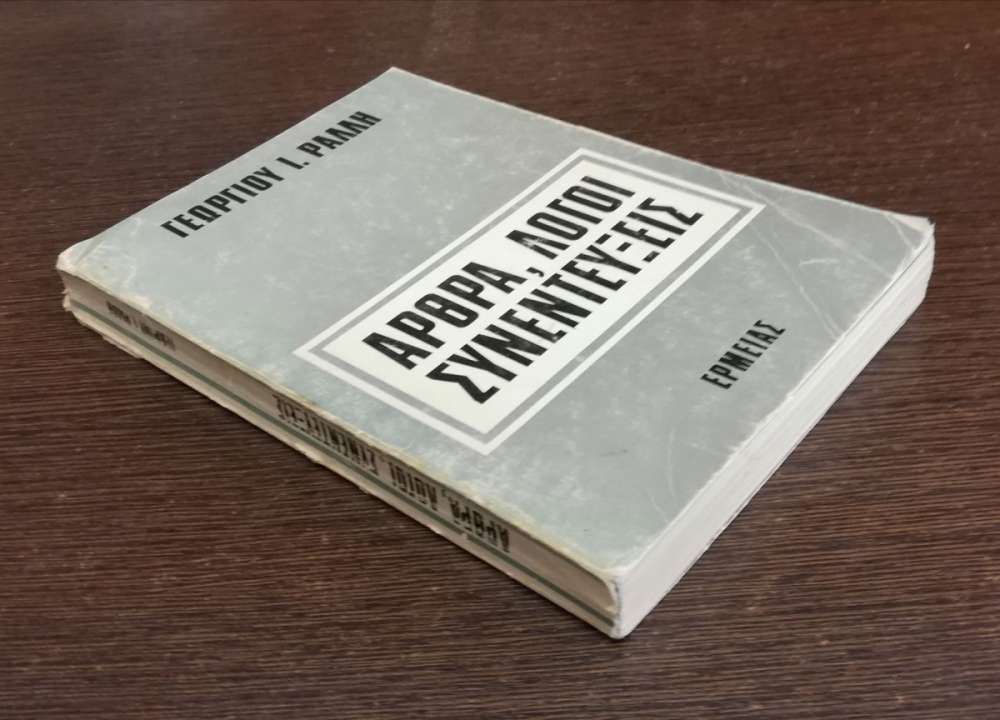 ΓΕΩΡΓΙΟΥ Ι. ΡΑΛΛΗ
ΑΡΘΡΑ, ΛΟΓΟΙ
ΣΥΝΕΝΤΕΥΞΕΙΣ
ΕΡΜΕΙΑΣ
ΑΡΘΡΑ, ΛΟΓΟΙ ΣΥΝΕΝΤΕΥΞΕΙΣ